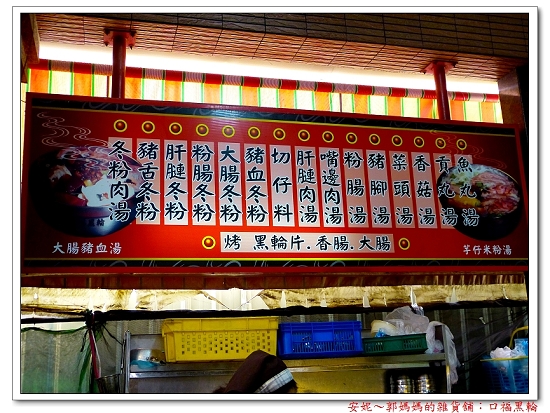 魚丸湯
貢丸湯
香菇湯
菜頭湯
豬腳湯
粉腸湯
嘴邊肉湯
肝腱肉湯
切仔料
豬血冬粉
大腸冬粉
粉腸冬粉
肝腱冬粉
豬舌冬粉
冬粉肉湯
烤 黑輪片.香腸.大腸
大腸豬血湯
芋仔米粉湯
安妮~郭媽媽的雜貨舖:口福黑輪